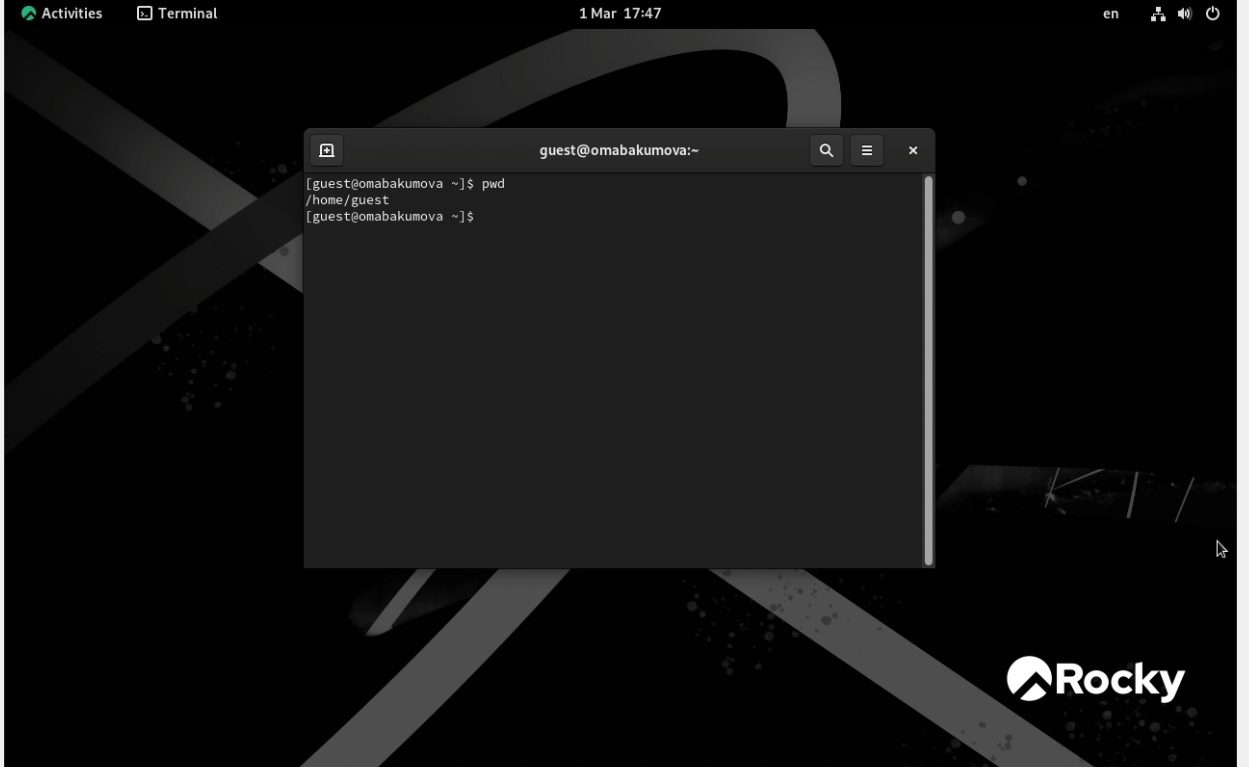 Activities Terminal 1 Mar 17:47 en
guest@omabakumova:~
[guest@omabakumova ~]$ pwd
/home/guest
[guest@omabakumova ~]$
Rocky